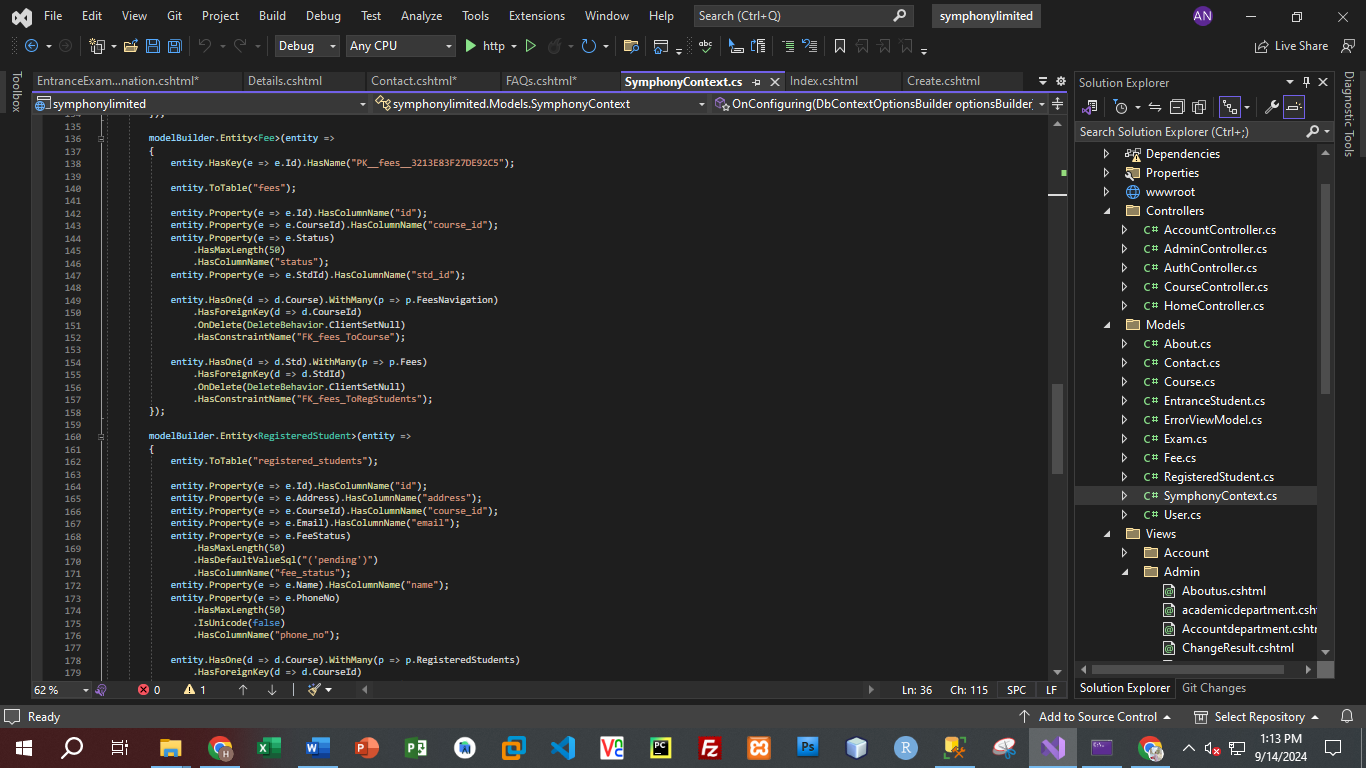 File Edit View Git Project Build Debug Test Analyze Tools Extensions Window Help Search (Ctrl+Q) symphonylimited AN
Debug Any CPU http Live Share
Toolbox
EntranceExam...nation.cshtml* Details.cshtml Contact.cshtml* FAQs.cshtml* SymphonyContext.cs Index.cshtml Create.cshtml
symphonylimited symphonylimited.Models.SymphonyContext OnConfiguring(DbContextOptionsBuilder optionsBuilder)
135
136 modelBuilder.Entity<Fee>(entity =>
137 {
138 entity.HasKey(e => e.Id).HasName("PK__fees__3213E83F27DE92C5");
139
140 entity.ToTable("fees");
141
142 entity.Property(e => e.Id).HasColumnName("id");
143 entity.Property(e => e.CourseId).HasColumnName("course_id");
144 entity.Property(e => e.Status)
145 .HasMaxLength(50)
146 .HasColumnName("status");
147 entity.Property(e => e.StdId).HasColumnName("std_id");
148
149 entity.HasOne(d => d.Course).WithMany(p => p.FeesNavigation)
150 .HasForeignKey(d => d.CourseId)
151 .OnDelete(DeleteBehavior.ClientSetNull)
152 .HasConstraintName("FK_fees_ToCourse");
153
154 entity.HasOne(d => d.Std).WithMany(p => p.Fees)
155 .HasForeignKey(d => d.StdId)
156 .OnDelete(DeleteBehavior.ClientSetNull)
157 .HasConstraintName("FK_fees_ToRegStudents");
158 });
159
160 modelBuilder.Entity<RegisteredStudent>(entity =>
161 {
162 entity.ToTable("registered_students");
163
164 entity.Property(e => e.Id).HasColumnName("id");
165 entity.Property(e => e.Address).HasColumnName("address");
166 entity.Property(e => e.CourseId).HasColumnName("course_id");
167 entity.Property(e => e.Email).HasColumnName("email");
168 entity.Property(e => e.FeeStatus)
169 .HasMaxLength(50)
170 .HasDefaultValueSql("('pending')")
171 .HasColumnName("fee_status");
172 entity.Property(e => e.Name).HasColumnName("name");
173 entity.Property(e => e.PhoneNo)
174 .HasMaxLength(50)
175 .IsUnicode(false)
176 .HasColumnName("phone_no");
177
178 entity.HasOne(d => d.Course).WithMany(p => p.RegisteredStudents)
179 .HasForeignKey(d => d.CourseId)
62 % 0 1 Ln: 36 Ch: 115 SPC LF
Solution Explorer
Search Solution Explorer (Ctrl+;)
Dependencies
Properties
wwwroot
Controllers
C# AccountController.cs
C# AdminController.cs
C# AuthController.cs
C# CourseController.cs
C# HomeController.cs
Models
C# About.cs
C# Contact.cs
C# Course.cs
C# EntranceStudent.cs
C# ErrorViewModel.cs
C# Exam.cs
C# Fee.cs
C# RegisteredStudent.cs
C# SymphonyContext.cs
C# User.cs
Views
Account
Admin
Aboutus.cshtml
academicdepartment.csht
Accountdepartment.cshtr
ChangeResult.cshtml
Solution Explorer Git Changes
Diagnostic Tools
Ready Add to Source Control Select Repository
1:13 PM
9/14/2024